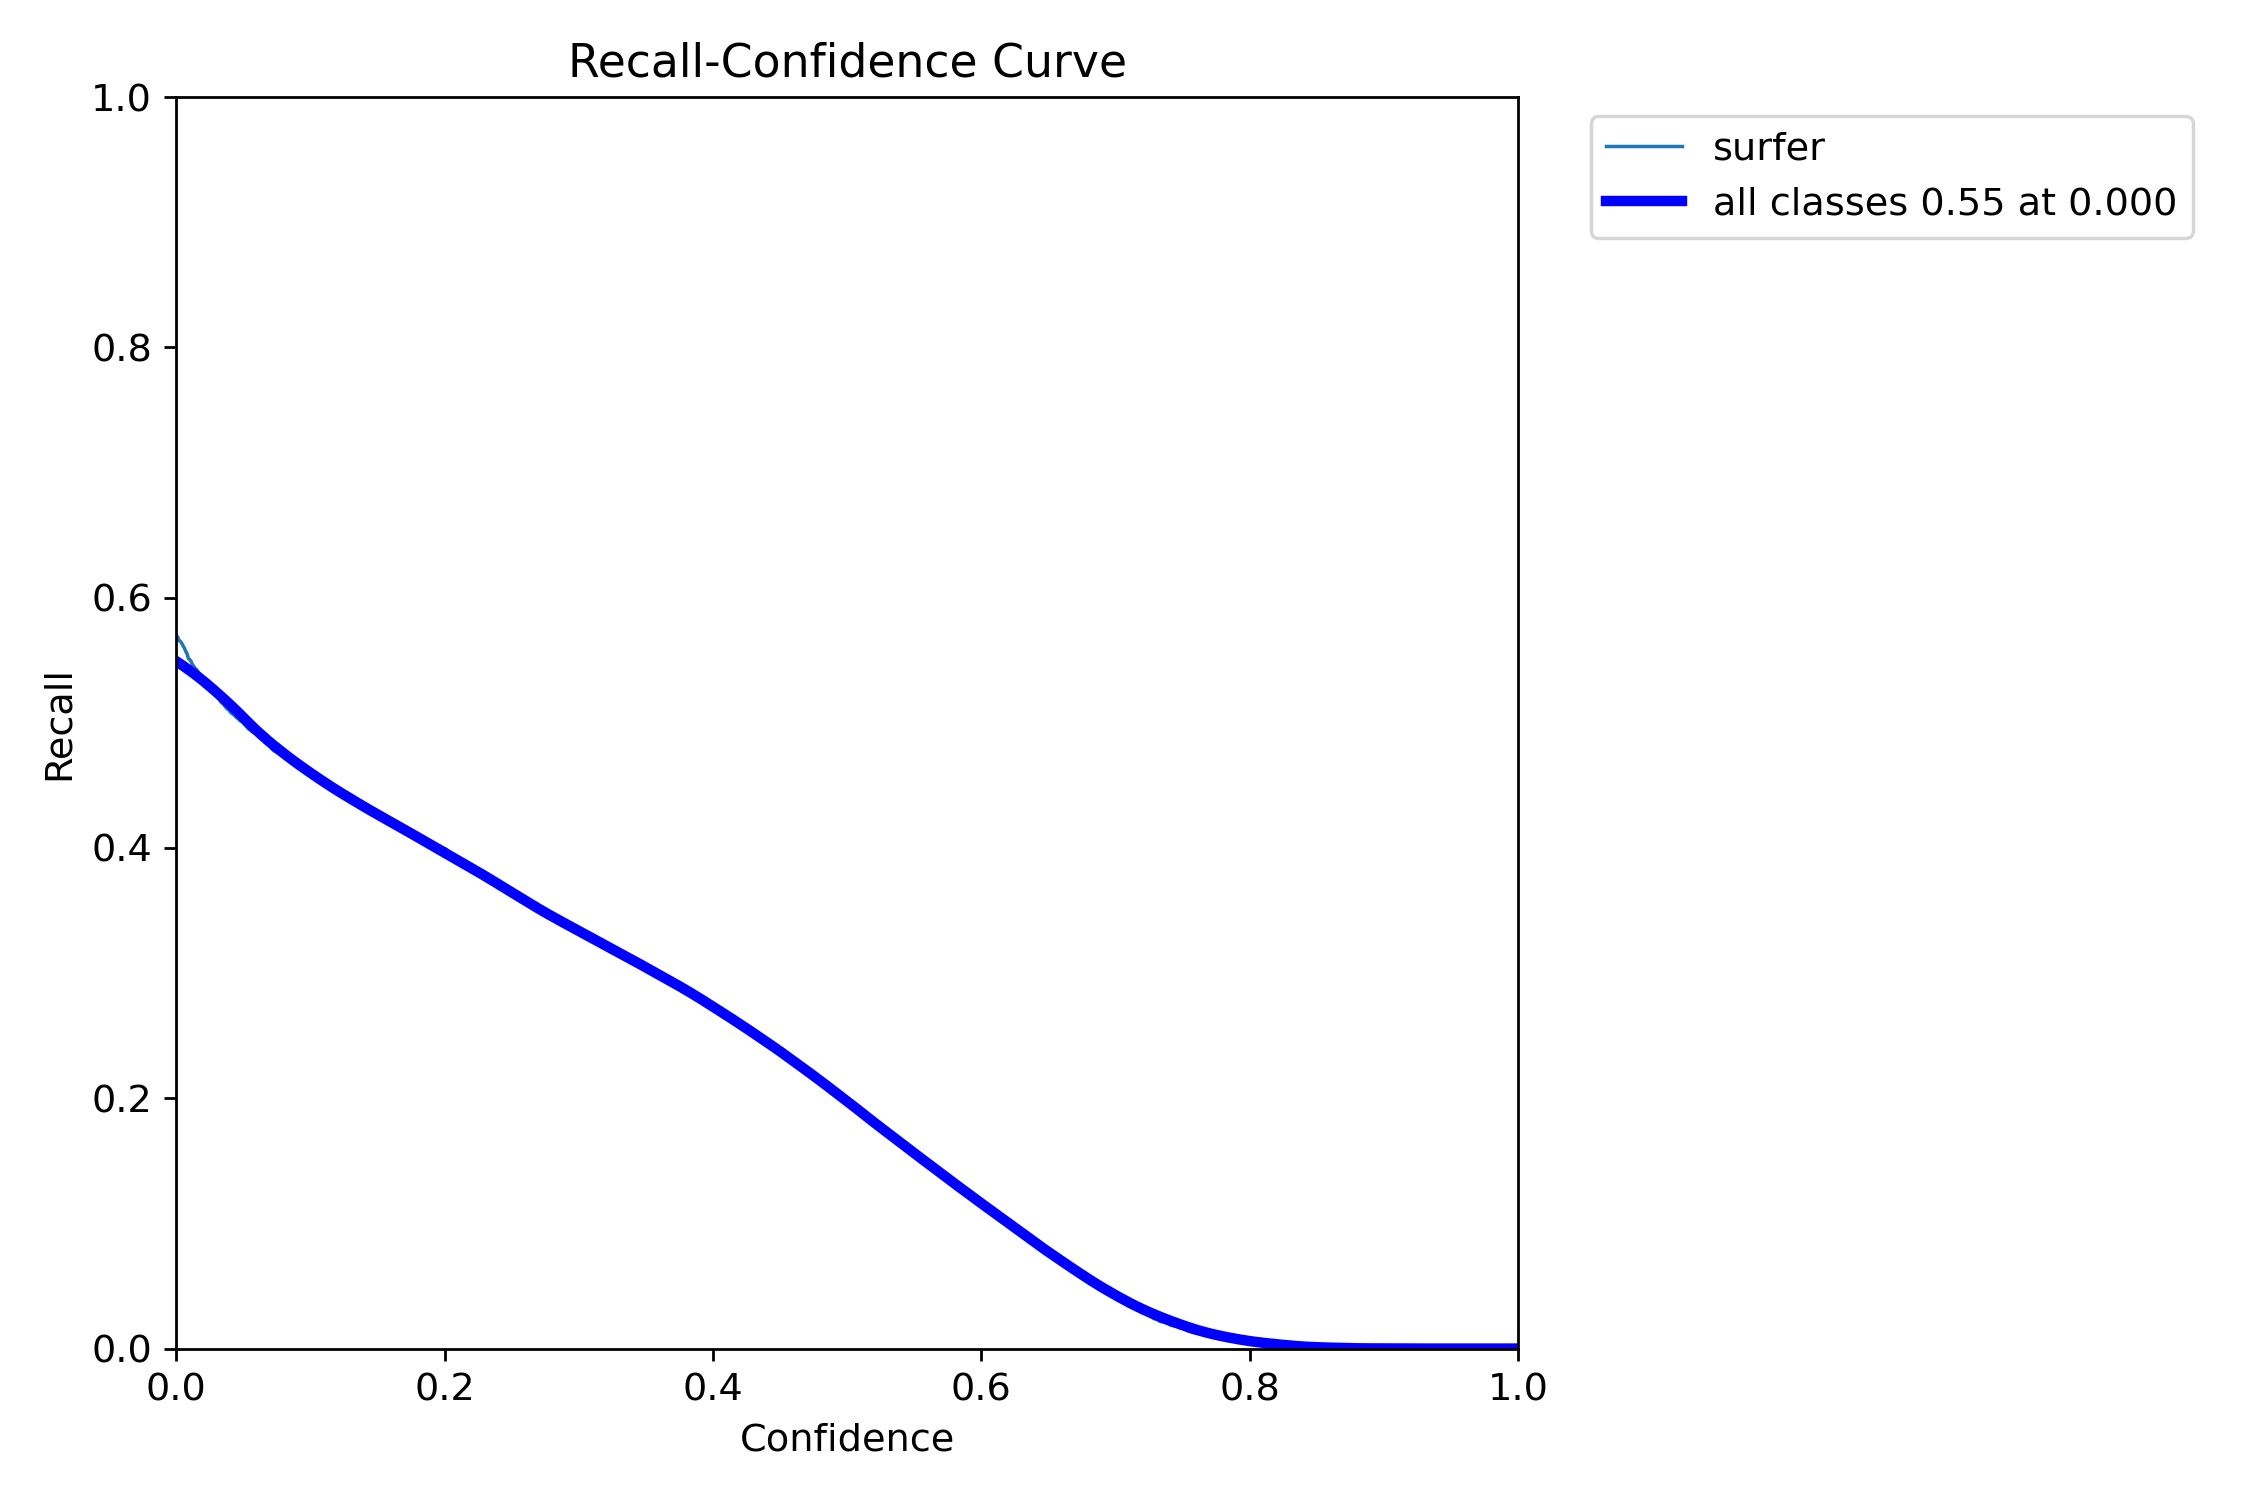 Recall-Confidence Curve
1.0
0.8
0.6
0.4
0.2
0.0
Recall
0.0 0.2 0.4 0.6 0.8 1.0
Confidence
surfer
all classes 0.55 at 0.000